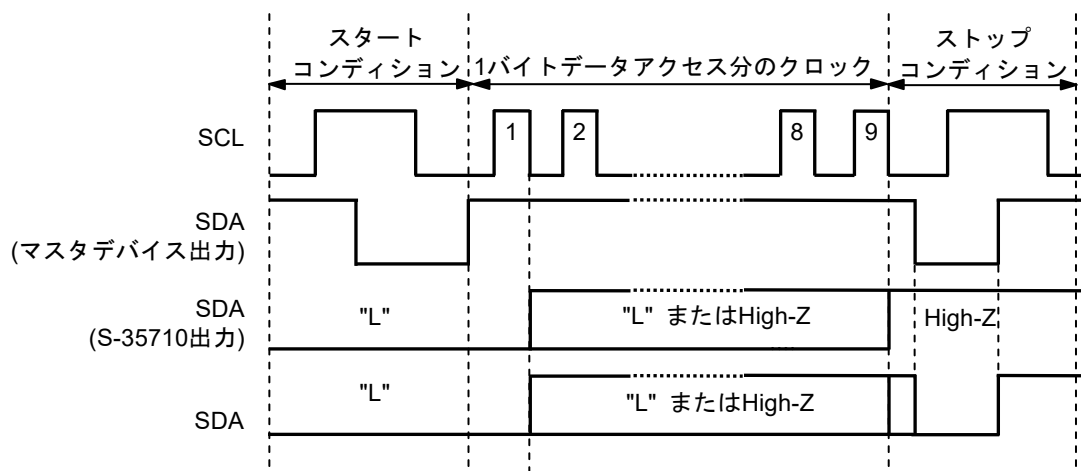 スタート
コンディション
1バイトデータアクセス分のクロック
ストップ
コンディション
SCL
1
2
8
9
SDA
(マスタデバイス出力)
SDA
(S-35710出力)
"L"
"L" またはHigh-Z
High-Z
SDA
"L"
"L" またはHigh-Z